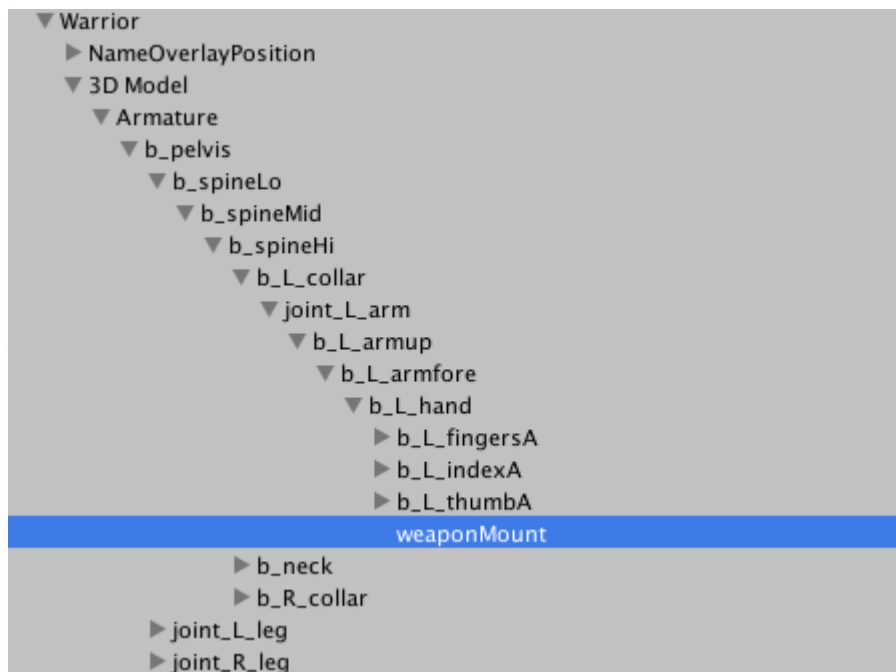 Warrior
NameOverlayPosition
3D Model
Armature
b_pelvis
b_spineLo
b_spineMid
b_spineHi
b_L_collar
joint_L_arm
b_L_armup
b_L_armfore
b_L_hand
b_L_fingersA
b_L_indexA
b_L_thumbA
weaponMount
b_neck
b_R_collar
joint_L_leg
joint_R_leg